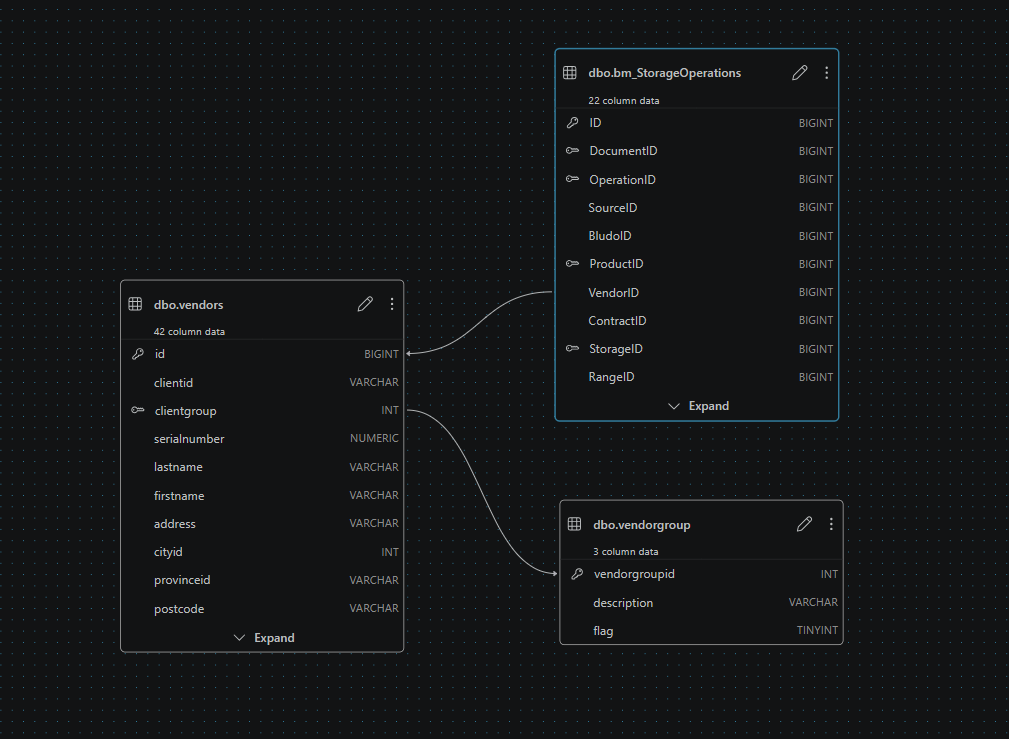 dbo.bm_StorageOperations
22 column data
ID BIGINT
DocumentID BIGINT
OperationID BIGINT
SourceID BIGINT
BludoID BIGINT
ProductID BIGINT
VendorID BIGINT
ContractID BIGINT
StorageID BIGINT
RangeID BIGINT
Expand
dbo.vendors
42 column data
id BIGINT
clientid VARCHAR
clientgroup INT
serialnumber NUMERIC
lastname VARCHAR
firstname VARCHAR
address VARCHAR
cityid INT
provinceid VARCHAR
postcode VARCHAR
Expand
dbo.vendorgroup
3 column data
vendorgroupid INT
description VARCHAR
flag TINYINT